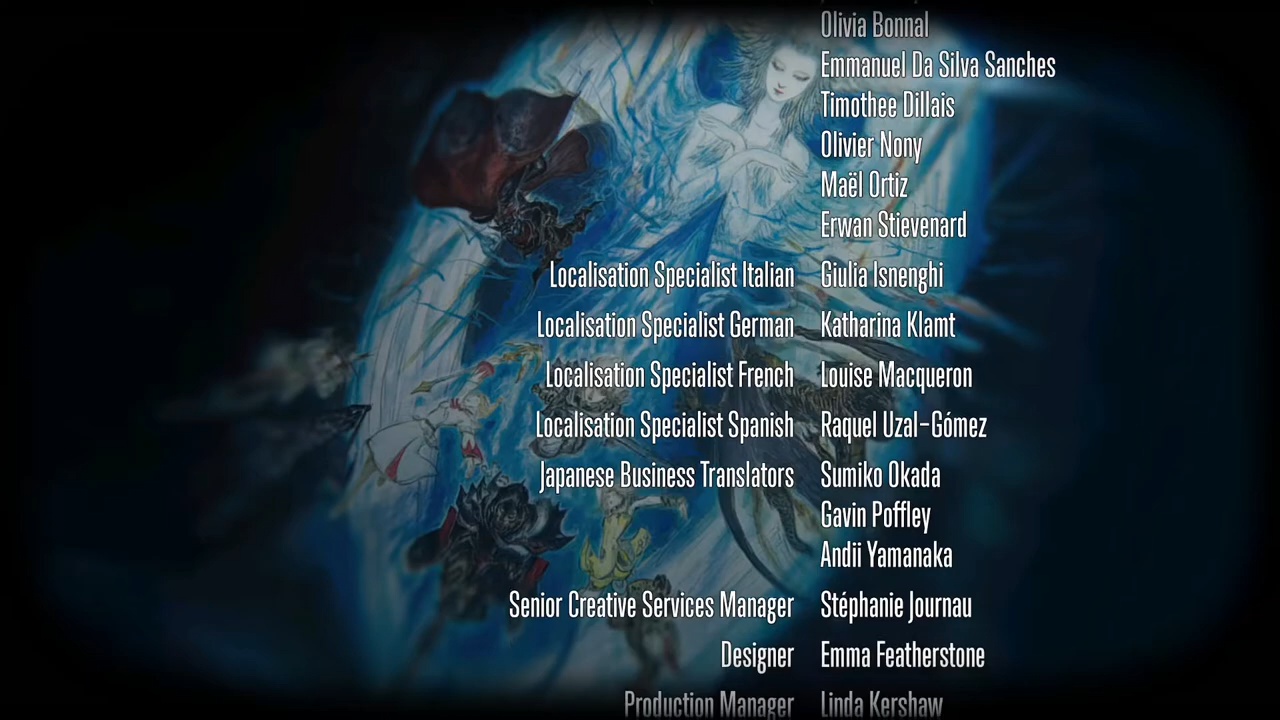 Olivia Bonnal
Emmanuel Da Silva Sanches
Timothee Dillais
Olivier Nony
Maël Ortiz
Erwan Stievenard
Localisation Specialist Italian Giulia Isnenghi
Localisation Specialist German Katharina Klamt
Localisation Specialist French Louise Macqueron
Localisation Specialist Spanish Raquel Uzal-Gómez
Japanese Business Translators Sumiko Okada
Gavin Poffley
Andii Yamanaka
Senior Creative Services Manager Stéphanie Journau
Designer Emma Featherstone
Production Manager Linda Kershaw